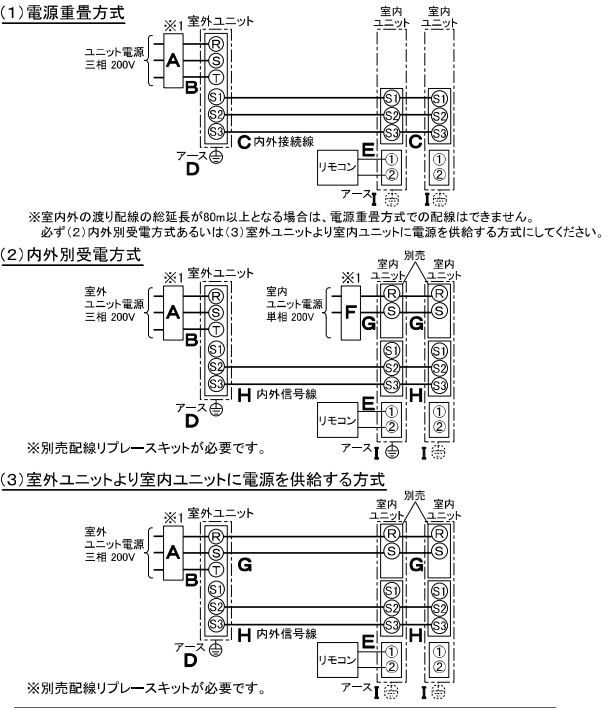 (1)電源重畳方式
室外ユニット
室内
ユニット
室内
ユニット
※1
ユニット電源
三相 200V
A
B
R
S
T
S1
S2
S3
S1
S2
S3
S1
S2
S3
C 内外接続線
C
アース
D
リモコン
E
①
②
①
②
アース I
I
※室内外の渡り配線の総延長が80m以上となる場合は、電源重畳方式での配線はできません。
必ず(2)内外別受電方式あるいは(3)室外ユニットより室内ユニットに電源を供給する方式にしてください。
(2)内外別受電方式
室外ユニット
室内
ユニット
別売
室内
ユニット
※1
※1
室外
ユニット電源
三相 200V
A
B
R
S
T
S1
S2
S3
室内
ユニット電源
単相 200V
F
G
G
R
S
R
S
S1
S2
S3
S1
S2
S3
H 内外信号線
H
アース
D
リモコン
E
①
②
①
②
アース I
I
※別売配線リプレースキットが必要です。
(3)室外ユニットより室内ユニットに電源を供給する方式
室外ユニット
室内
ユニット
別売
室内
ユニット
※1
室外
ユニット電源
三相 200V
A
B
R
S
T
S1
S2
S3
G
G
R
S
R
S
S1
S2
S3
S1
S2
S3
H 内外信号線
H
アース
D
リモコン
E
①
②
①
②
アース I
I
※別売配線リプレースキットが必要です。